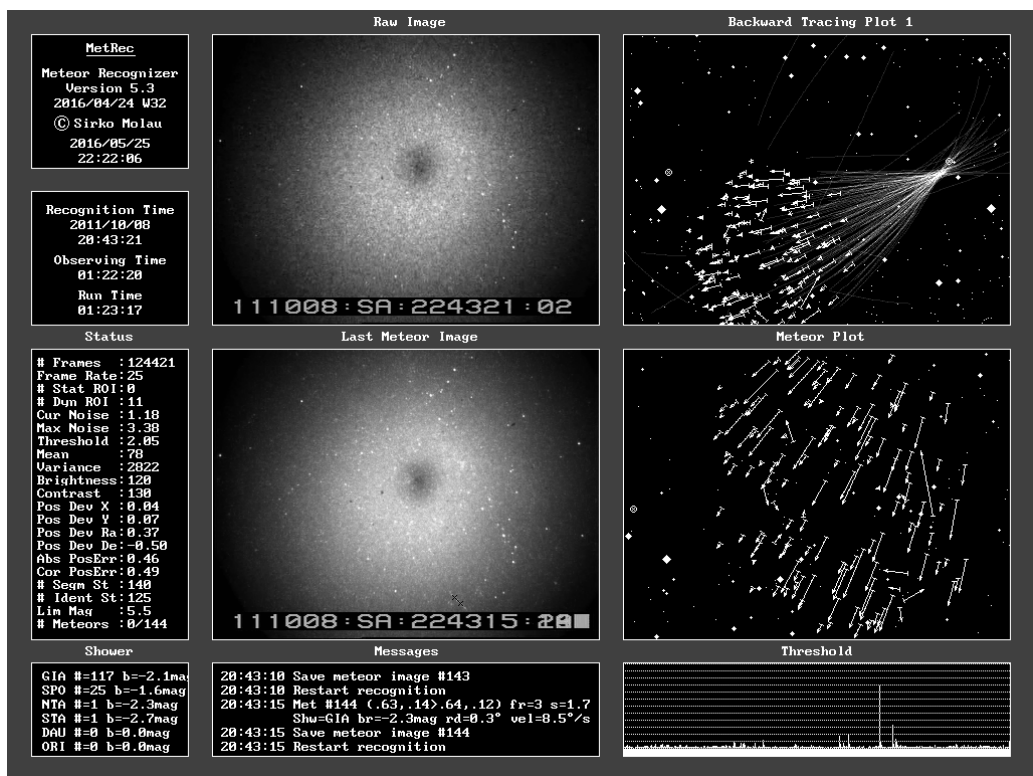 Raw Image
Backward Tracing Plot 1
MetRec
Meteor Recognizer
Version 5.3
2016/04/24 W32
© Sirko Molau
2016/05/25
22:22:06
Recognition Time
2011/10/08
20:43:21
Observing Time
01:22:20
Run Time
01:23:17
111008:SA:224321:02
Status
Last Meteor Image
Meteor Plot
# Frames :124421
Frame Rate:25
# Stat ROI:0
# Dyn ROI :11
Cur Noise :1.18
Max Noise :3.38
Threshold :2.05
Mean :78
Variance :2822
Brightness:120
Contrast :130
Pos Dev X :0.04
Pos Dev Y :0.07
Pos Dev Ra:0.37
Pos Dev De:-0.50
Abs PosErr:0.46
Cor PosErr:0.49
# Segm St :140
# Ident St:125
Lim Mag :5.5
# Meteors :0/144
111008:SA:224315:
Shower
Messages
Threshold
GIA #=117 b=-2.1ma
SPO #=25 b=-1.6mag
NTA #=1 b=-2.3mag
STA #=1 b=-2.7mag
DAU #=0 b=0.0mag
ORI #=0 b=0.0mag
20:43:10 Save meteor image #143
20:43:10 Restart recognition
20:43:15 Met #144 (.63,.14>.64,.12) fr=3 s=1.7
Shw=GIA br=-2.3mag rd=0.3° vel=8.5°/s
20:43:15 Save meteor image #144
20:43:15 Restart recognition